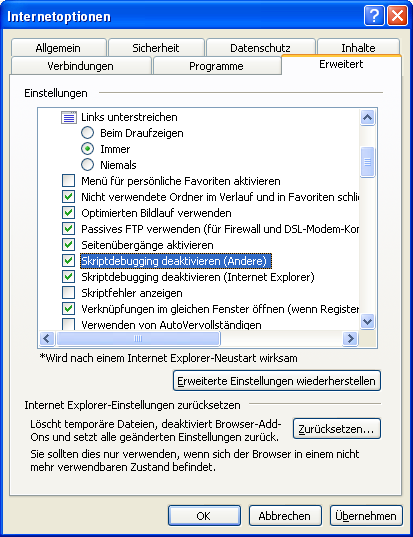 Internetoptionen
Allgemein Sicherheit Datenschutz Inhalte
Verbindungen Programme Erweitert
Einstellungen
Links unterstreichen
Beim Draufzeigen
Immer
Niemals
Menü für persönliche Favoriten aktivieren
Nicht verwendete Ordner im Verlauf und in Favoriten schlie
Optimierten Bildlauf verwenden
Passives FTP verwenden (für Firewall und DSL-Modem-Kor
Seitenübergänge aktivieren
Skriptdebugging deaktivieren (Andere)
Skriptdebugging deaktivieren (Internet Explorer)
Skriptfehler anzeigen
Verknüpfungen im gleichen Fenster öffnen (wenn Register
Verwenden von AutoVervollständigen
*Wird nach einem Internet Explorer-Neustart wirksam
Erweiterte Einstellungen wiederherstellen
Internet Explorer-Einstellungen zurücksetzen
Löscht temporäre Dateien, deaktiviert Browser-Add-
Ons und setzt alle geänderten Einstellungen zurück.
Zurücksetzen...
Sie sollten dies nur verwenden, wenn sich der Browser in einem nicht
mehr verwendbaren Zustand befindet.
OK Abbrechen Übernehmen